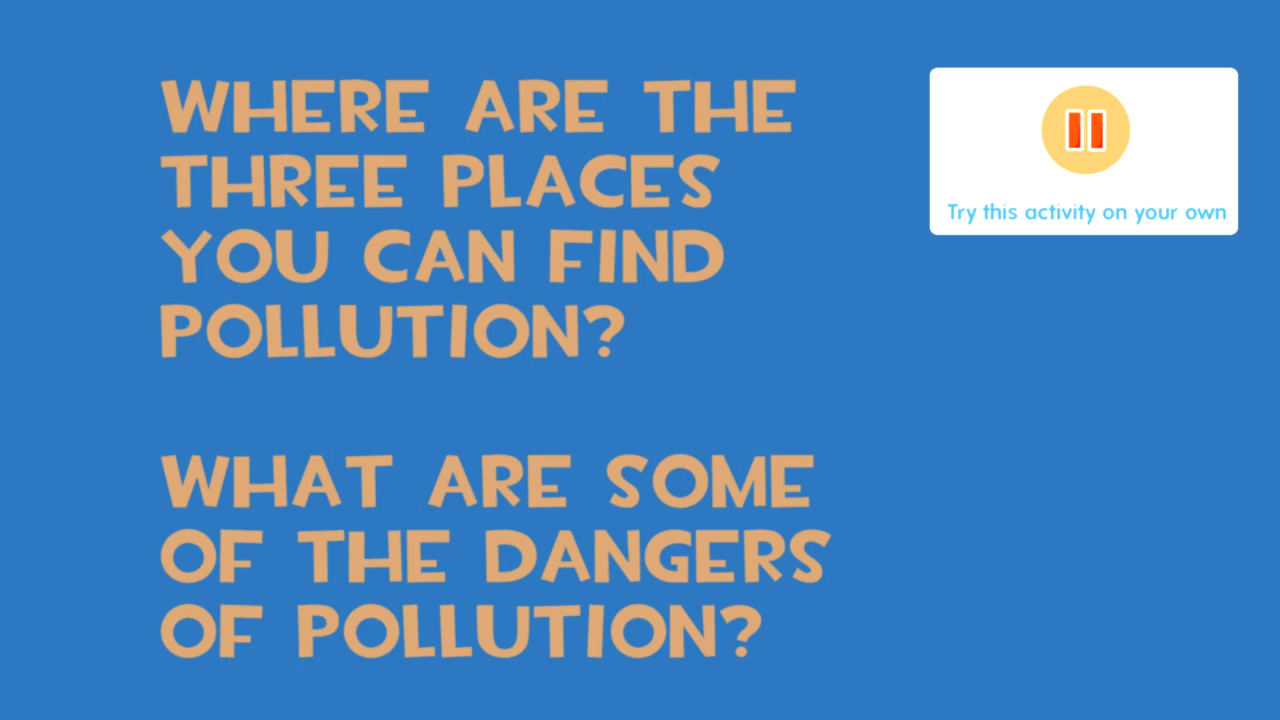 WHERE ARE THE
THREE PLACES
YOU CAN FIND
POLLUTION?
WHAT ARE SOME
OF THE DANGERS
OF POLLUTION?
Try this activity on your own